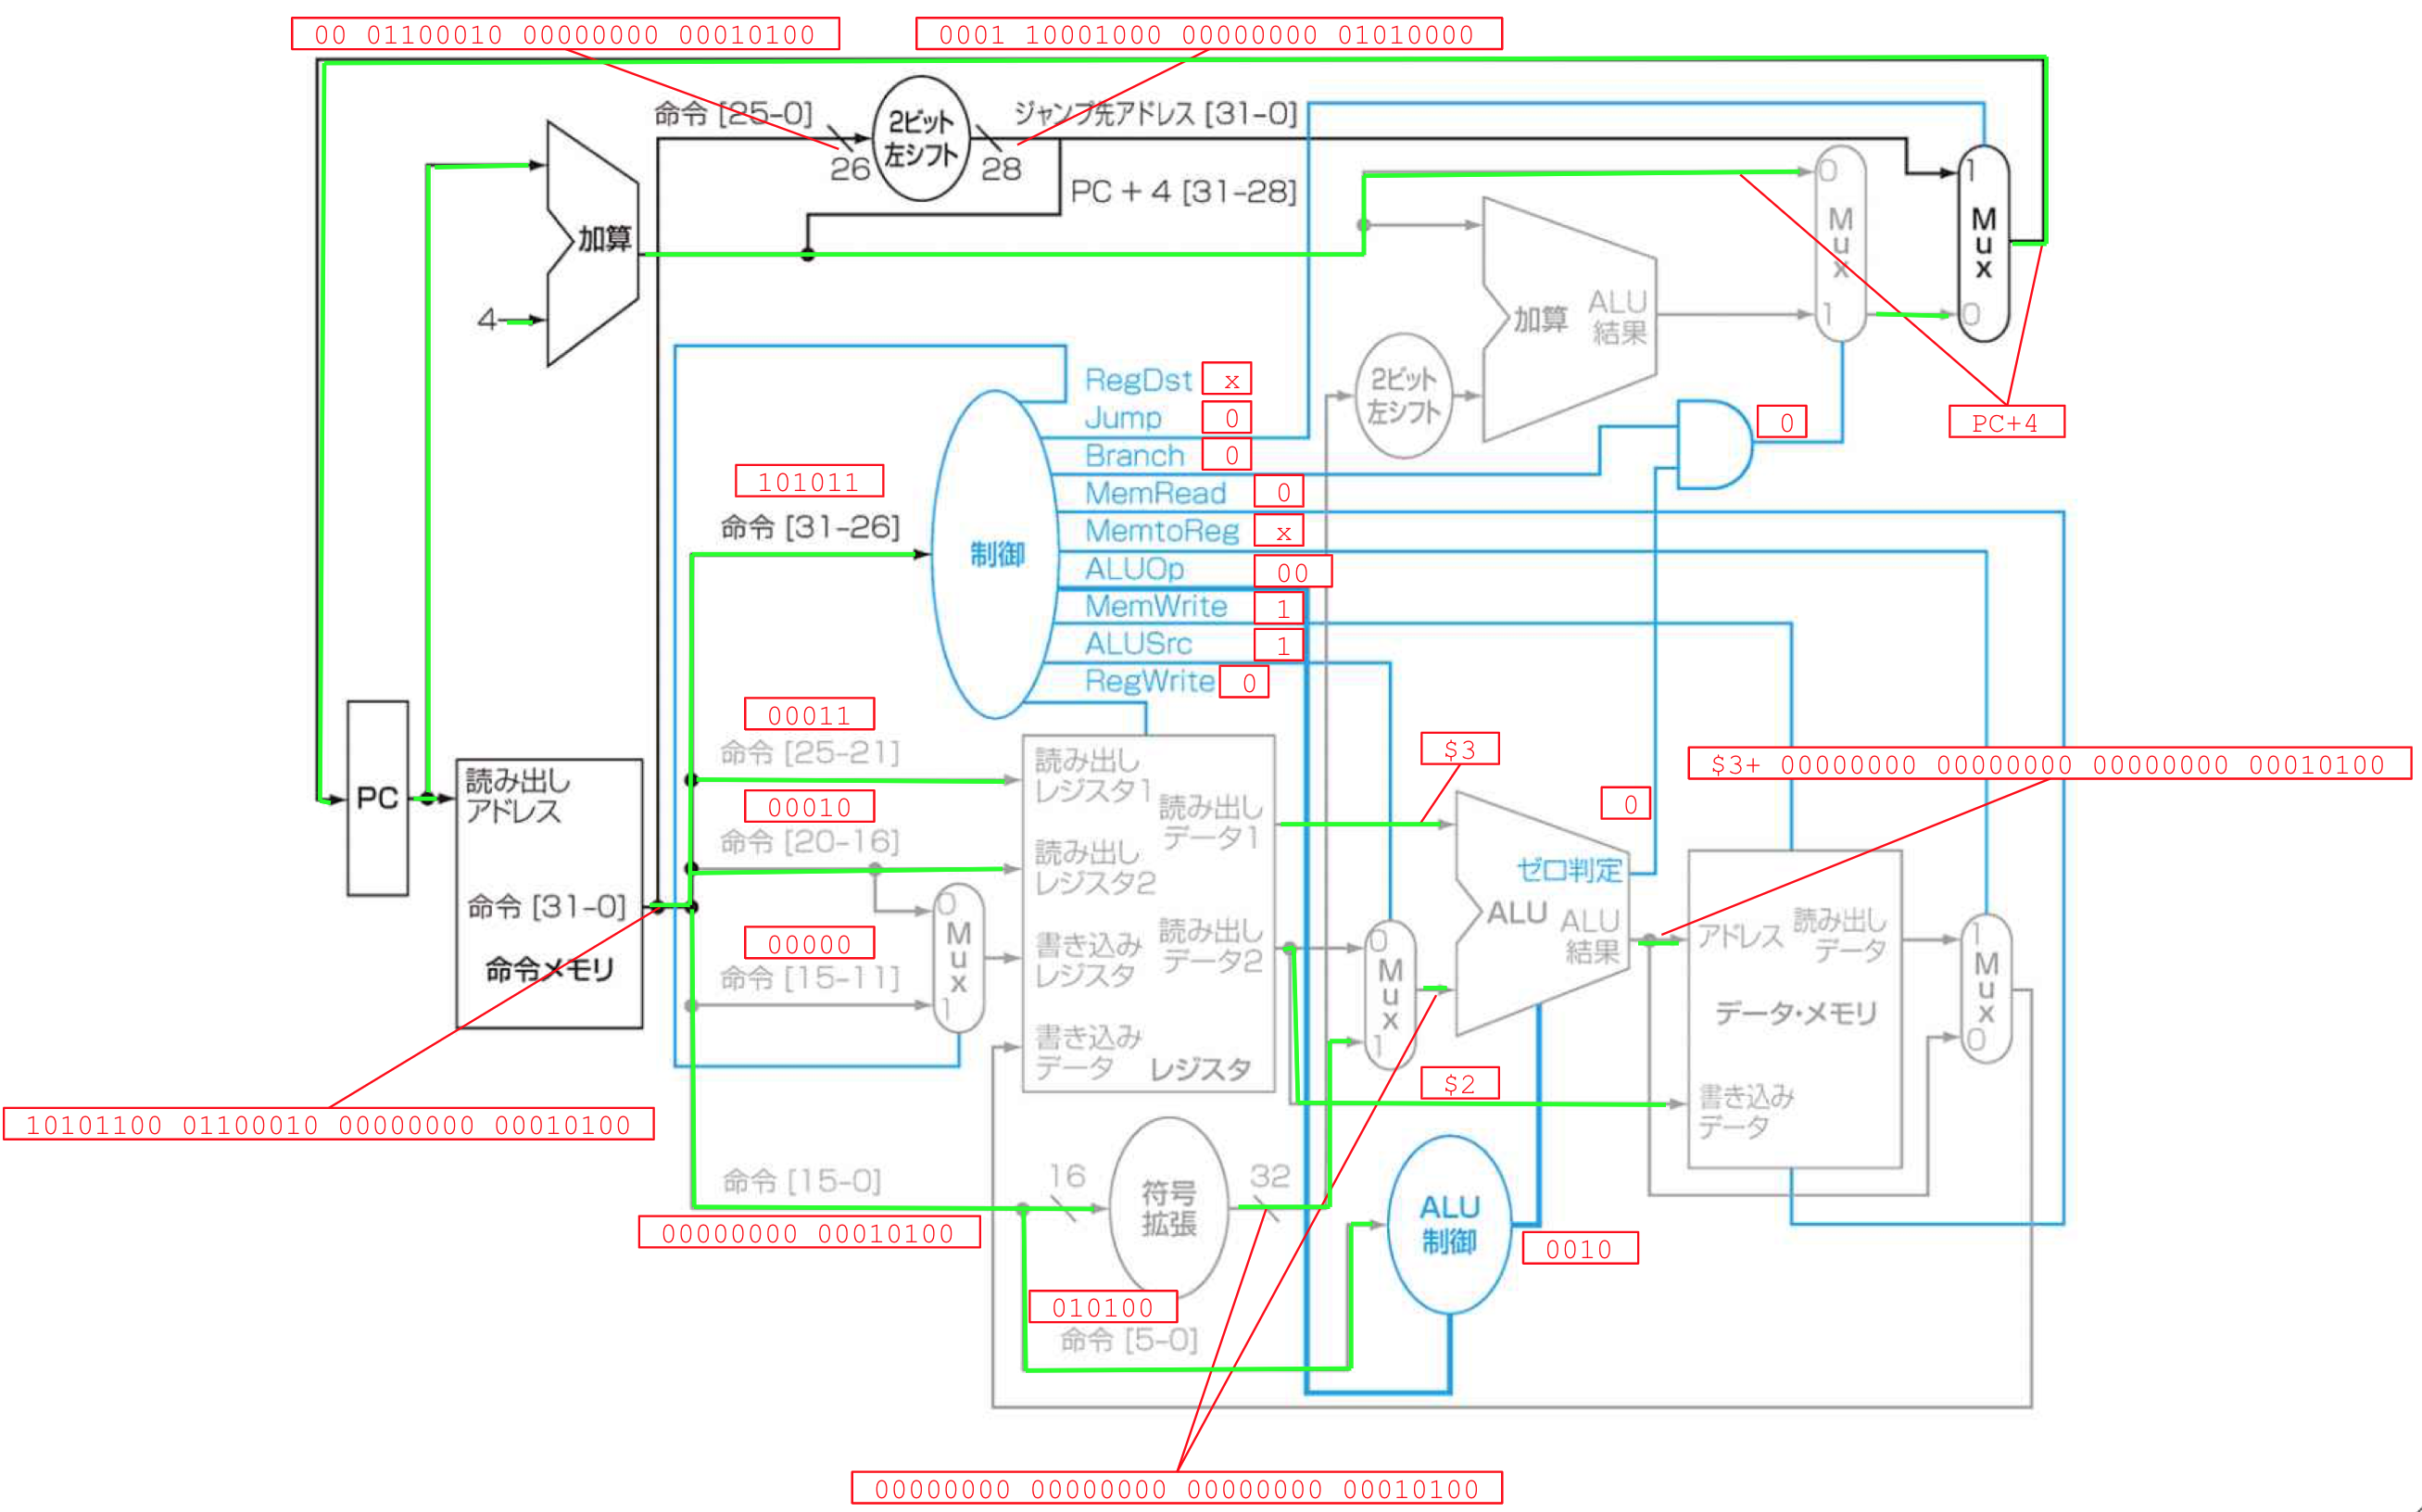 00 01100010 00000000 00010100
0001 10001000 00000000 01010000
命令 [25-0]
2ビット
左シフト
26
28
ジャンプ先アドレス [31-0]
PC + 4 [31-28]
加算
4
0
M
u
x
1
1
M
u
x
0
加算
ALU
結果
2ビット
左シフト
PC+4
0
RegDst
x
Jump
0
Branch
0
MemRead
0
MemtoReg
x
ALUOp
00
MemWrite
1
ALUSrc
1
RegWrite
0
101011
命令 [31-26]
制御
00011
命令 [25-21]
00010
命令 [20-16]
00000
命令 [15-11]
PC
読み出し
アドレス
命令 [31-0]
命令メモリ
0
M
u
x
1
読み出し
レジスタ1
読み出し
データ1
読み出し
レジスタ2
書き込み
レジスタ
読み出し
データ2
書き込み
データ
レジスタ
$3
0
M
u
x
1
0
ゼロ判定
ALU
ALU
結果
$3+ 00000000 00000000 00000000 00010100
アドレス
読み出し
データ
データ・メモリ
書き込み
データ
1
M
u
x
0
$2
10101100 01100010 00000000 00010100
命令 [15-0]
00000000 00010100
16
符号
拡張
32
ALU
制御
0010
010100
命令 [5-0]
00000000 00000000 00000000 00010100